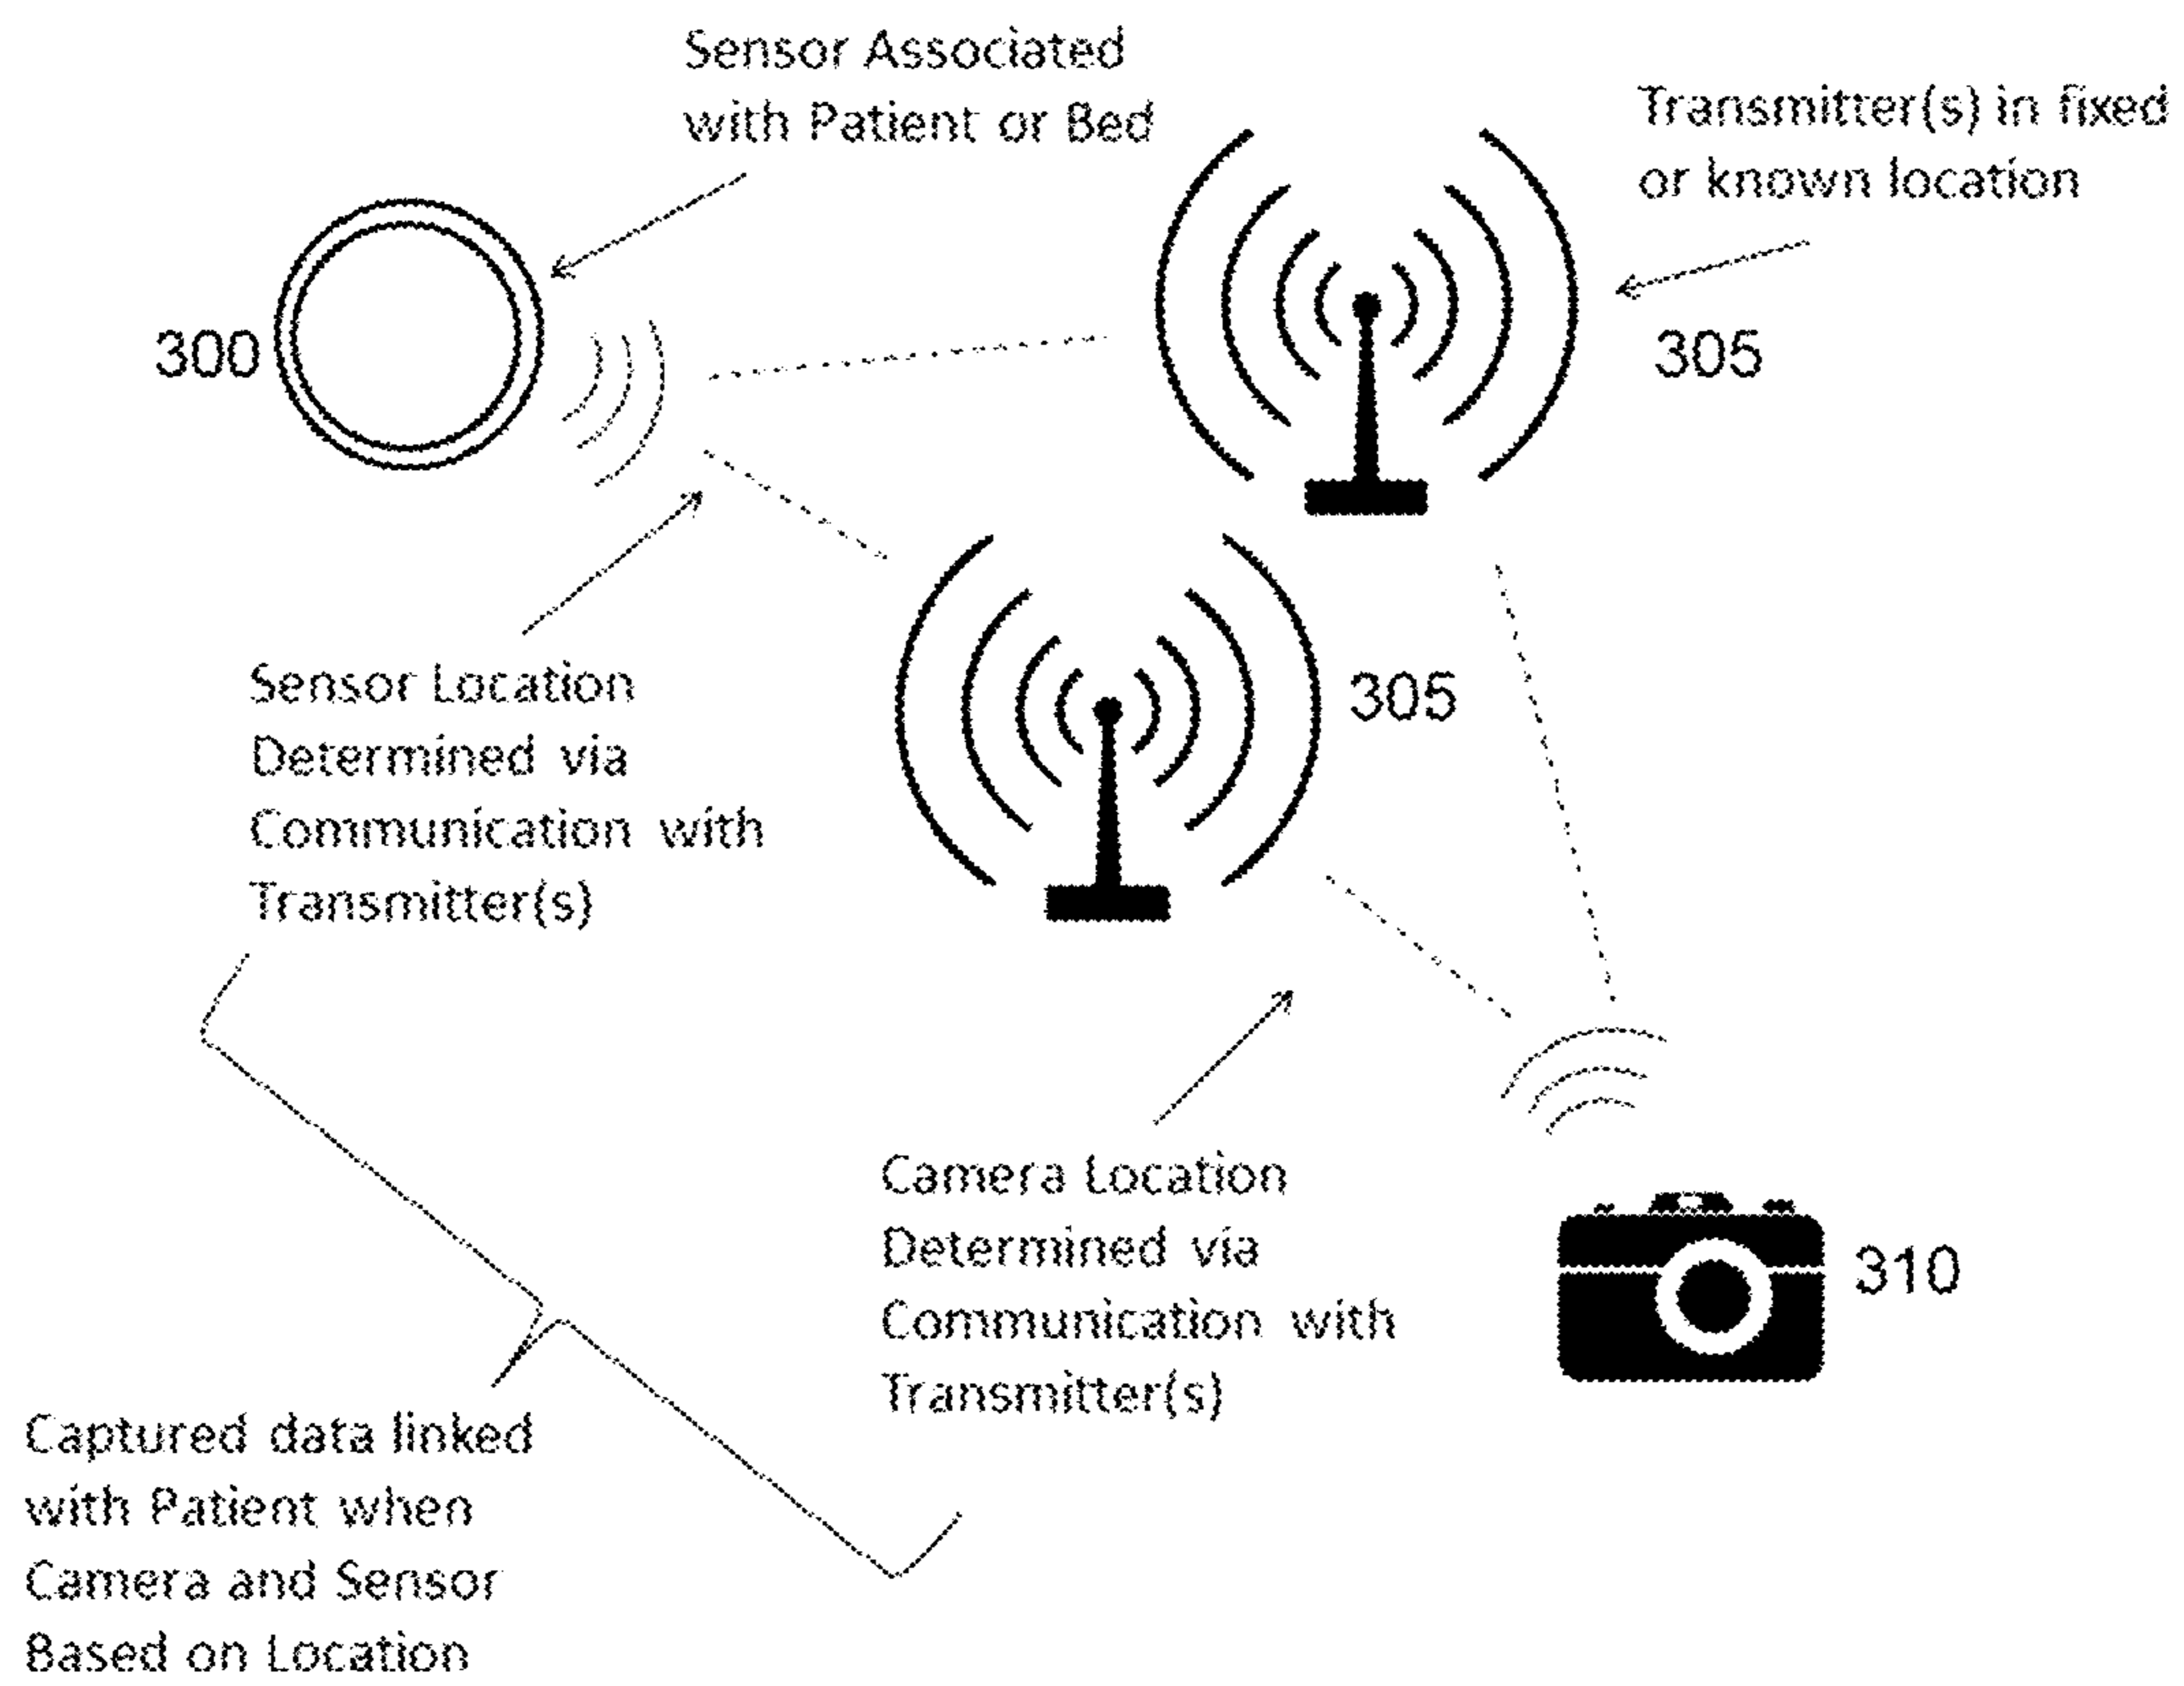 Sensor Associated
with Patient or Bed
Transmitter(s) in fixed
or known location
300
305
305
Sensor Location
Determined via
Communication with
Transmitter(s)
Camera Location
Determined via
Communication with
Transmitter(s)
310
Captured data linked
with Patient when
Camera and Sensor
Based on Location